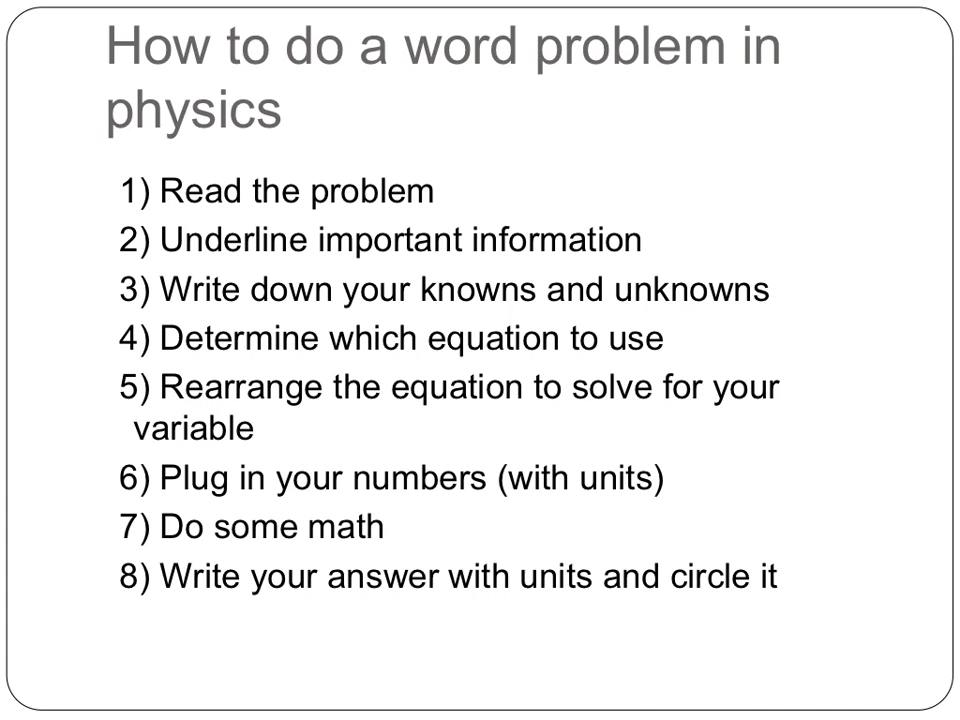 How to do a word problem in
physics
1) Read the problem
2) Underline important information
3) Write down your knowns and unknowns
4) Determine which equation to use
5) Rearrange the equation to solve for your
variable
6) Plug in your numbers (with units)
7) Do some math
8) Write your answer with units and circle it